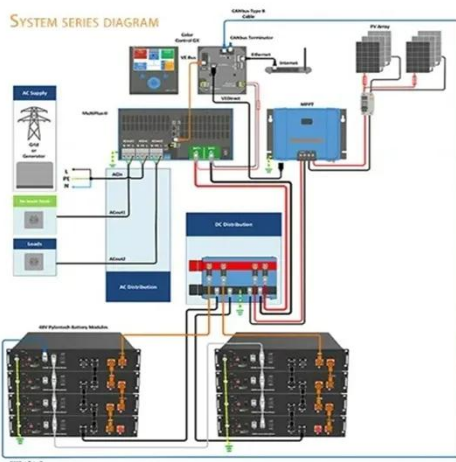 SYSTEM SERIES DIAGRAM
CANbus Type B
Cable
Color
Control GX
CANbus Terminator
PV Array
VE Bus
Ethernet
Internet
AC Supply
MultiPlus-II
VE.Direct
MPPT
Grid
or
Generator
L
PE
N
ACin
ACout1
Loads
DC Distribution
ACout2
AC Distribution
48V Pylontech Battery Modules